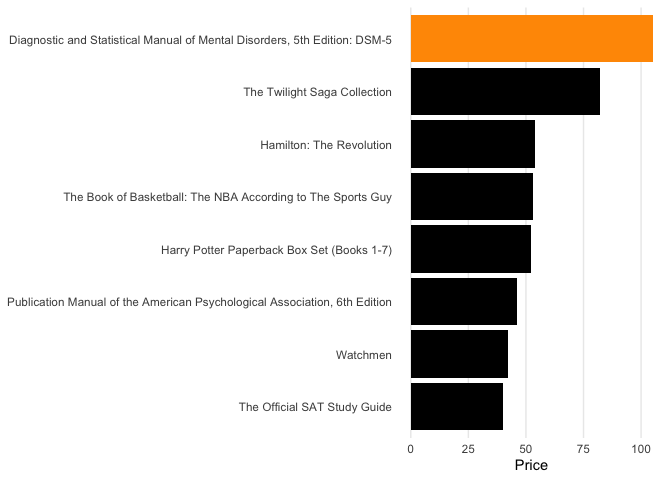 Diagnostic and Statistical Manual of Mental Disorders, 5th Edition: DSM-5
The Twilight Saga Collection
Hamilton: The Revolution
The Book of Basketball: The NBA According to The Sports Guy
Harry Potter Paperback Box Set (Books 1-7)
Publication Manual of the American Psychological Association, 6th Edition
Watchmen
The Official SAT Study Guide
0 25 50 75 100
Price